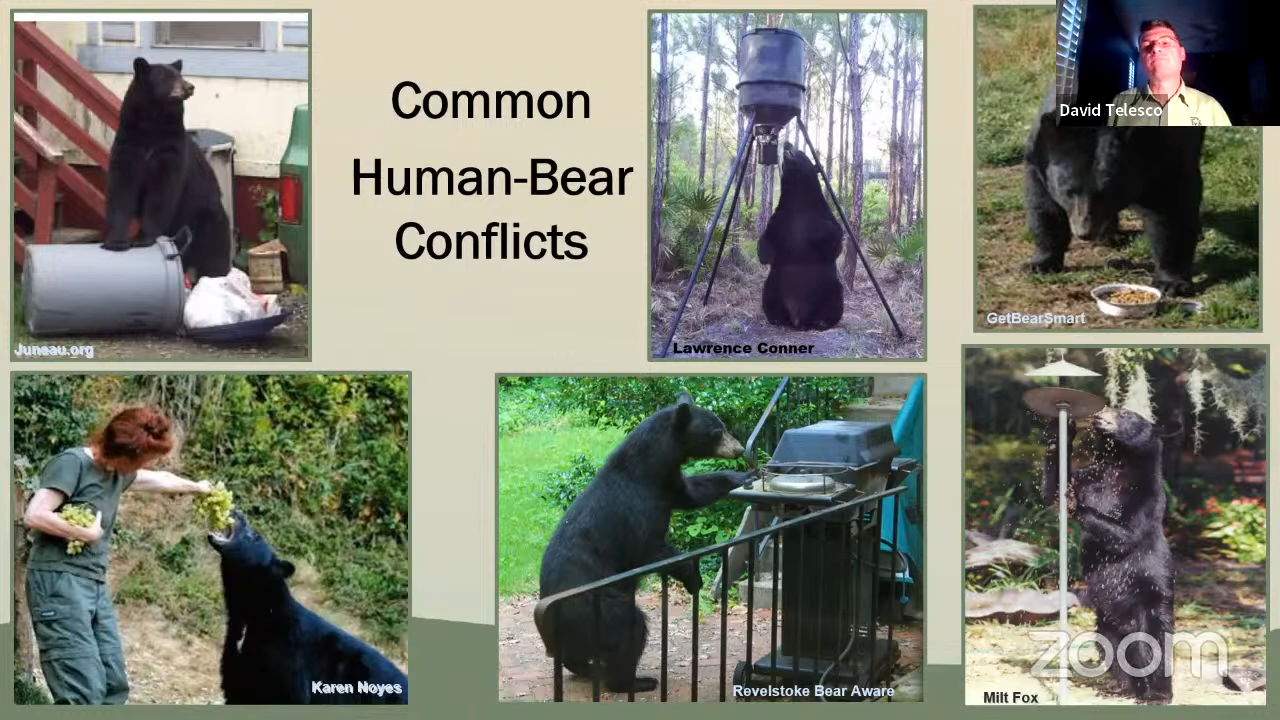 David Telesco
Common
Human-Bear
Conflicts
Juneau.org
Lawrence Conner
GetBearSmart
Karen Noyes
Revelstoke Bear Aware
Milt Fox
zoom